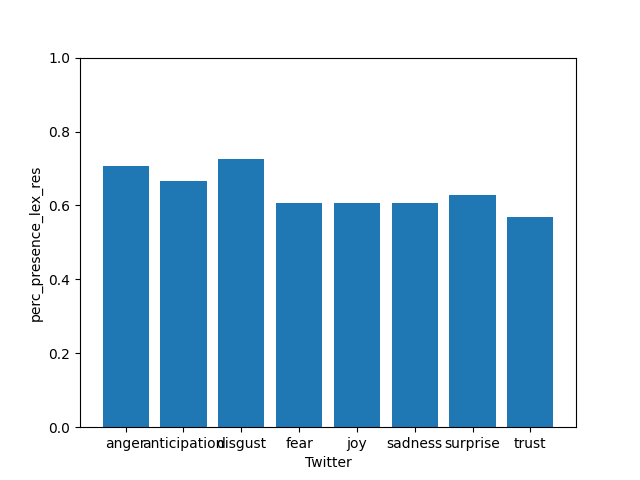 1.0
0.8
0.6
0.4
0.2
0.0
perc_presence_lex_res
anger anticipation disgust fear joy sadness surprise trust
Twitter